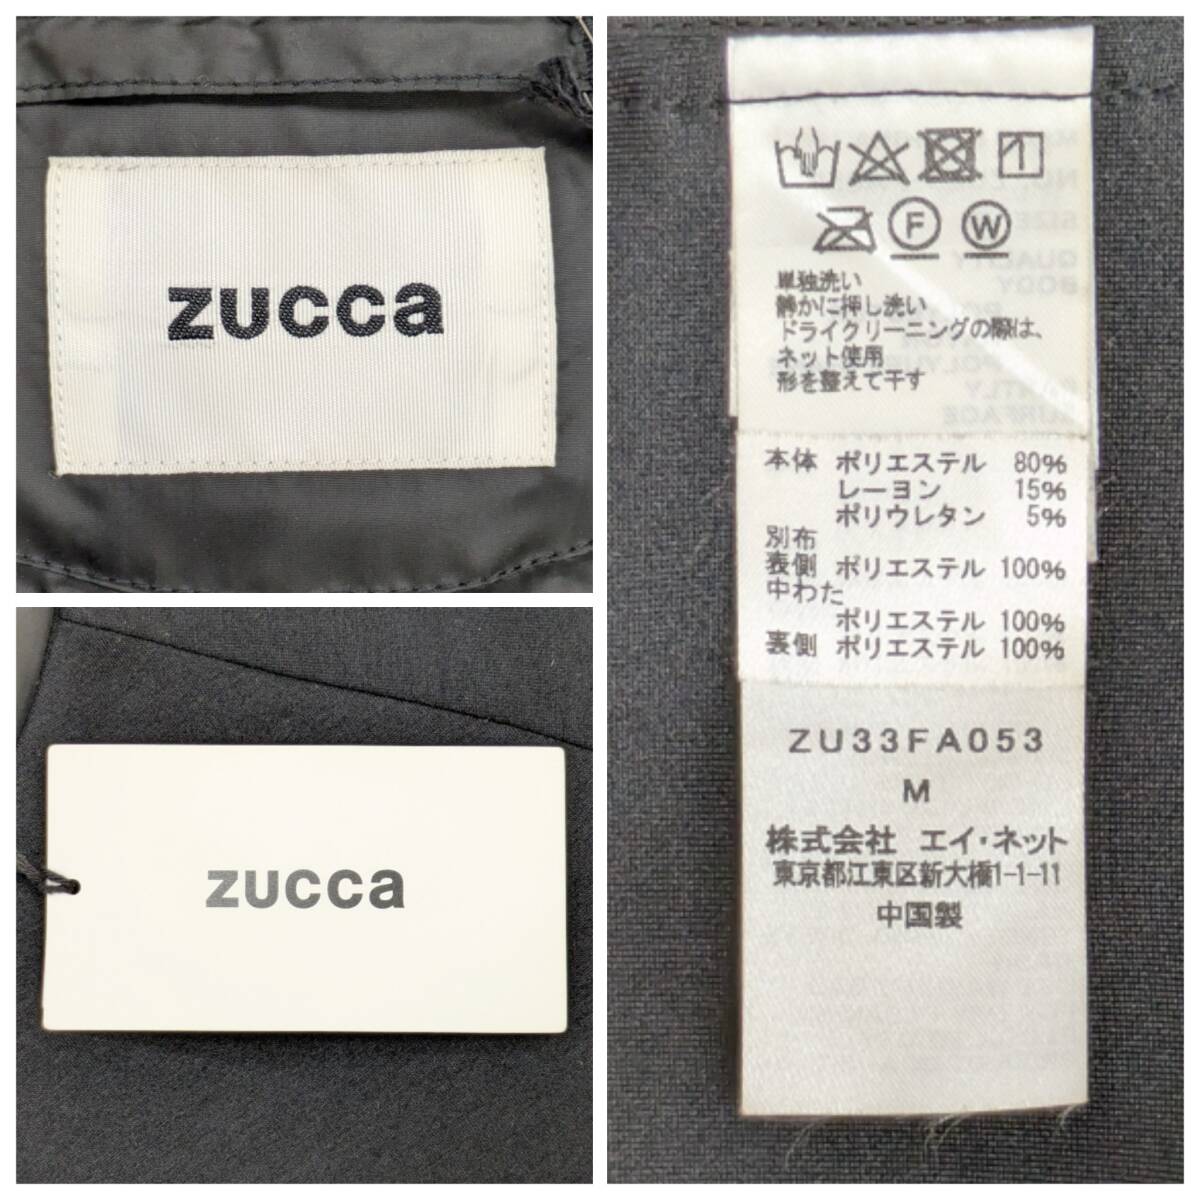 zucca
zucca
F W
単独洗い
静かに押し洗い
ドライクリーニングの際は、
ネット使用
形を整えて干す
本体 ポリエステル 80%
レーヨン 15%
ポリウレタン 5%
別布
表側 ポリエステル 100%
中わた
ポリエステル 100%
裏側 ポリエステル 100%
ZU33FA053
M
株式会社 エイ・ネット
東京都江東区新大橋1-1-11
中国製